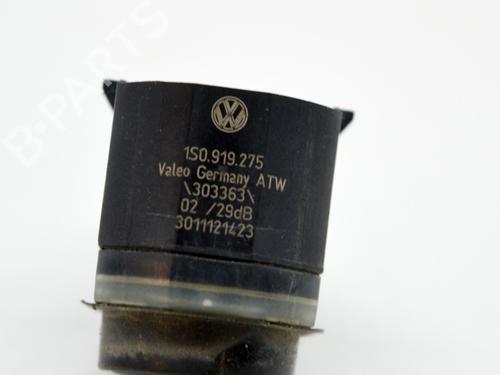 B-PARTS
1S0.919.275
Valeo Germany ATW
\303363\
02 /29dB
3011121423